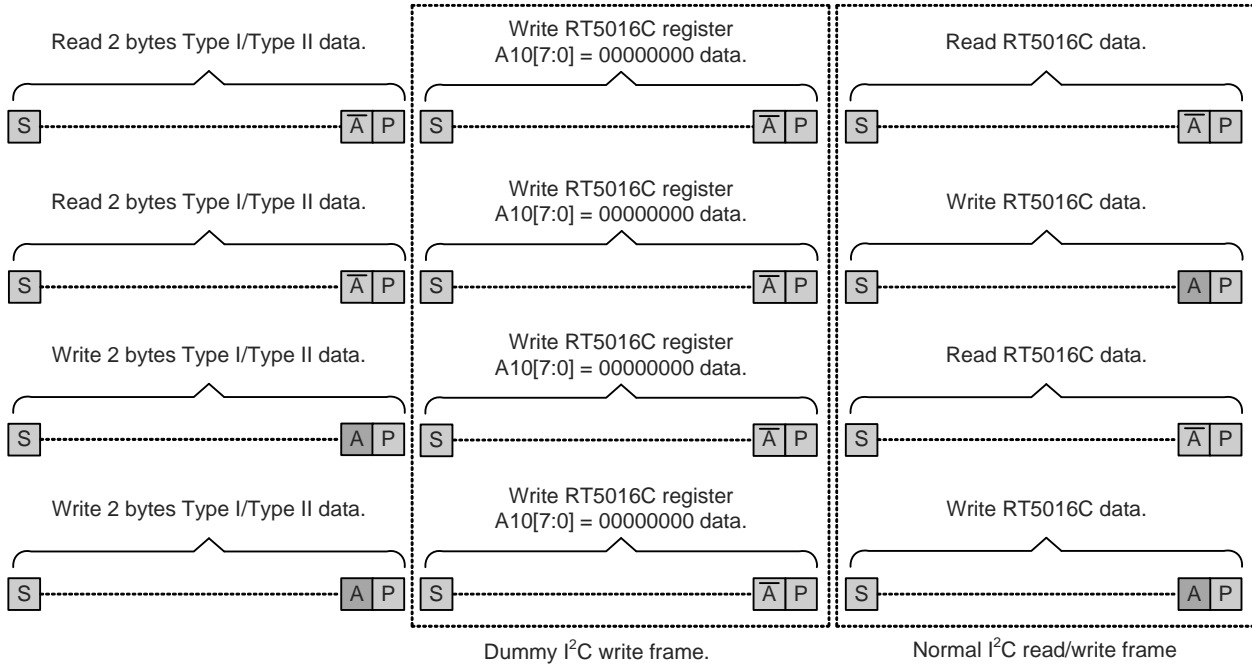 Read 2 bytes Type I/Type II data.
Write RT5016C register
A10[7:0] = 00000000 data.
Read RT5016C data.
S A̅ P S A̅ P S A̅ P
Read 2 bytes Type I/Type II data.
Write RT5016C register
A10[7:0] = 00000000 data.
Write RT5016C data.
S A̅ P S A̅ P S A P
Write 2 bytes Type I/Type II data.
Write RT5016C register
A10[7:0] = 00000000 data.
Read RT5016C data.
S A P S A̅ P S A̅ P
Write 2 bytes Type I/Type II data.
Write RT5016C register
A10[7:0] = 00000000 data.
Write RT5016C data.
S A P S A̅ P S A P
Dummy I²C write frame.
Normal I²C read/write frame